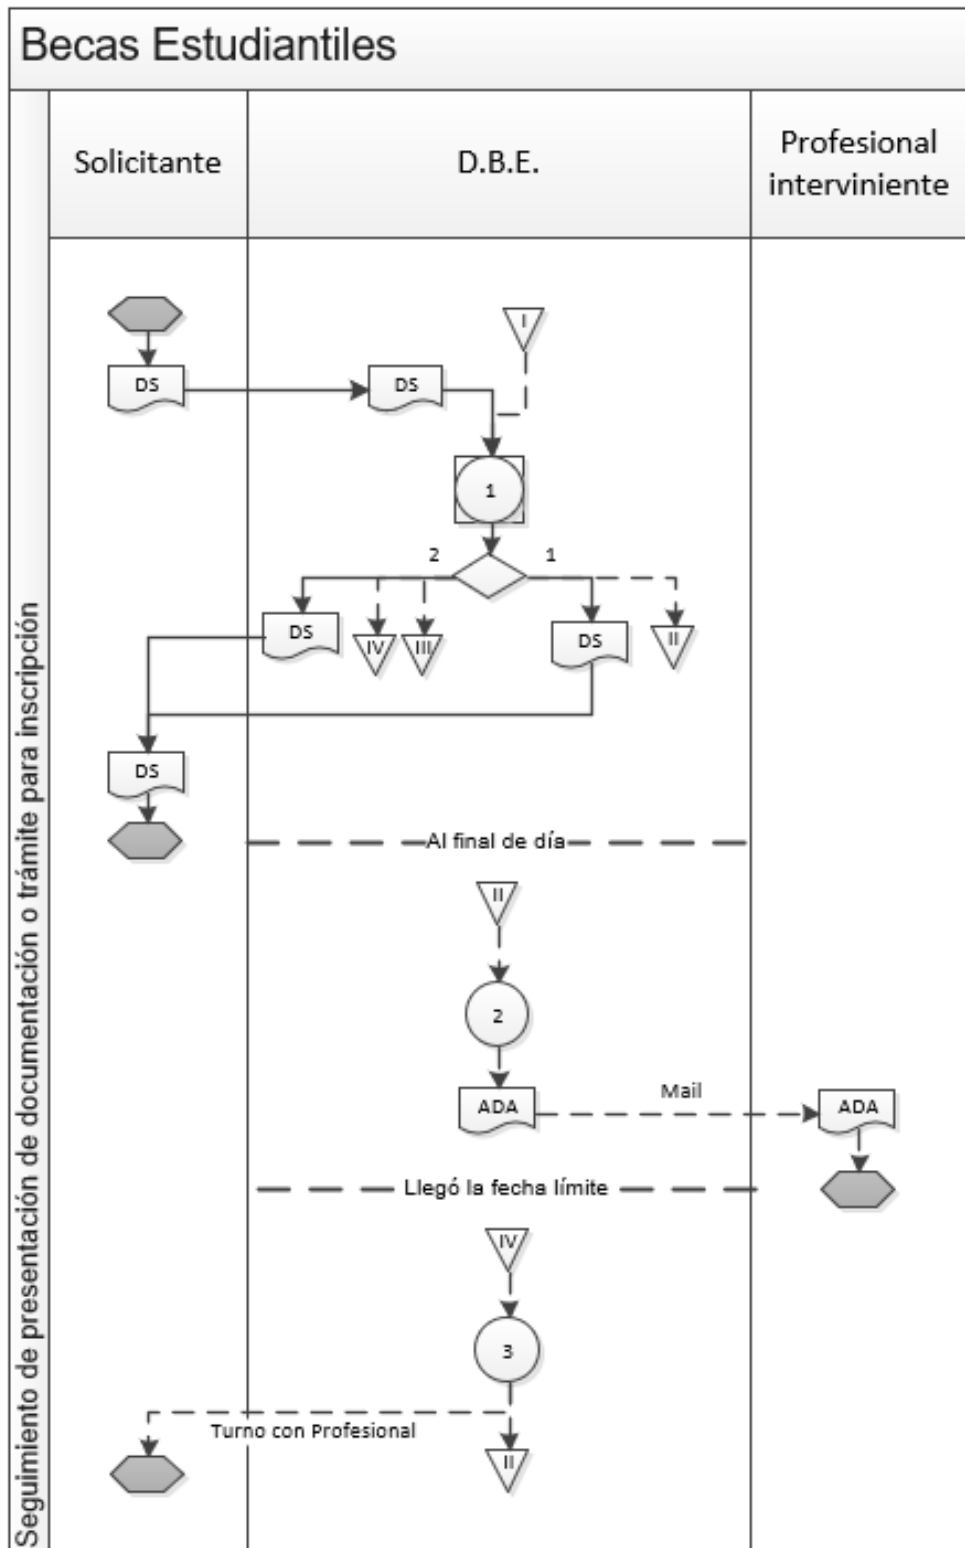 Becas Estudiantiles
Solicitante
D.B.E.
Profesional
interviniente
Seguimiento de presentación de documentación o trámite para inscripción
I
DS
DS
1
2
1
DS
IV
III
DS
II
DS
Al final de día
II
2
ADA
Mail
ADA
Llegó la fecha límite
IV
3
Turno con Profesional
II